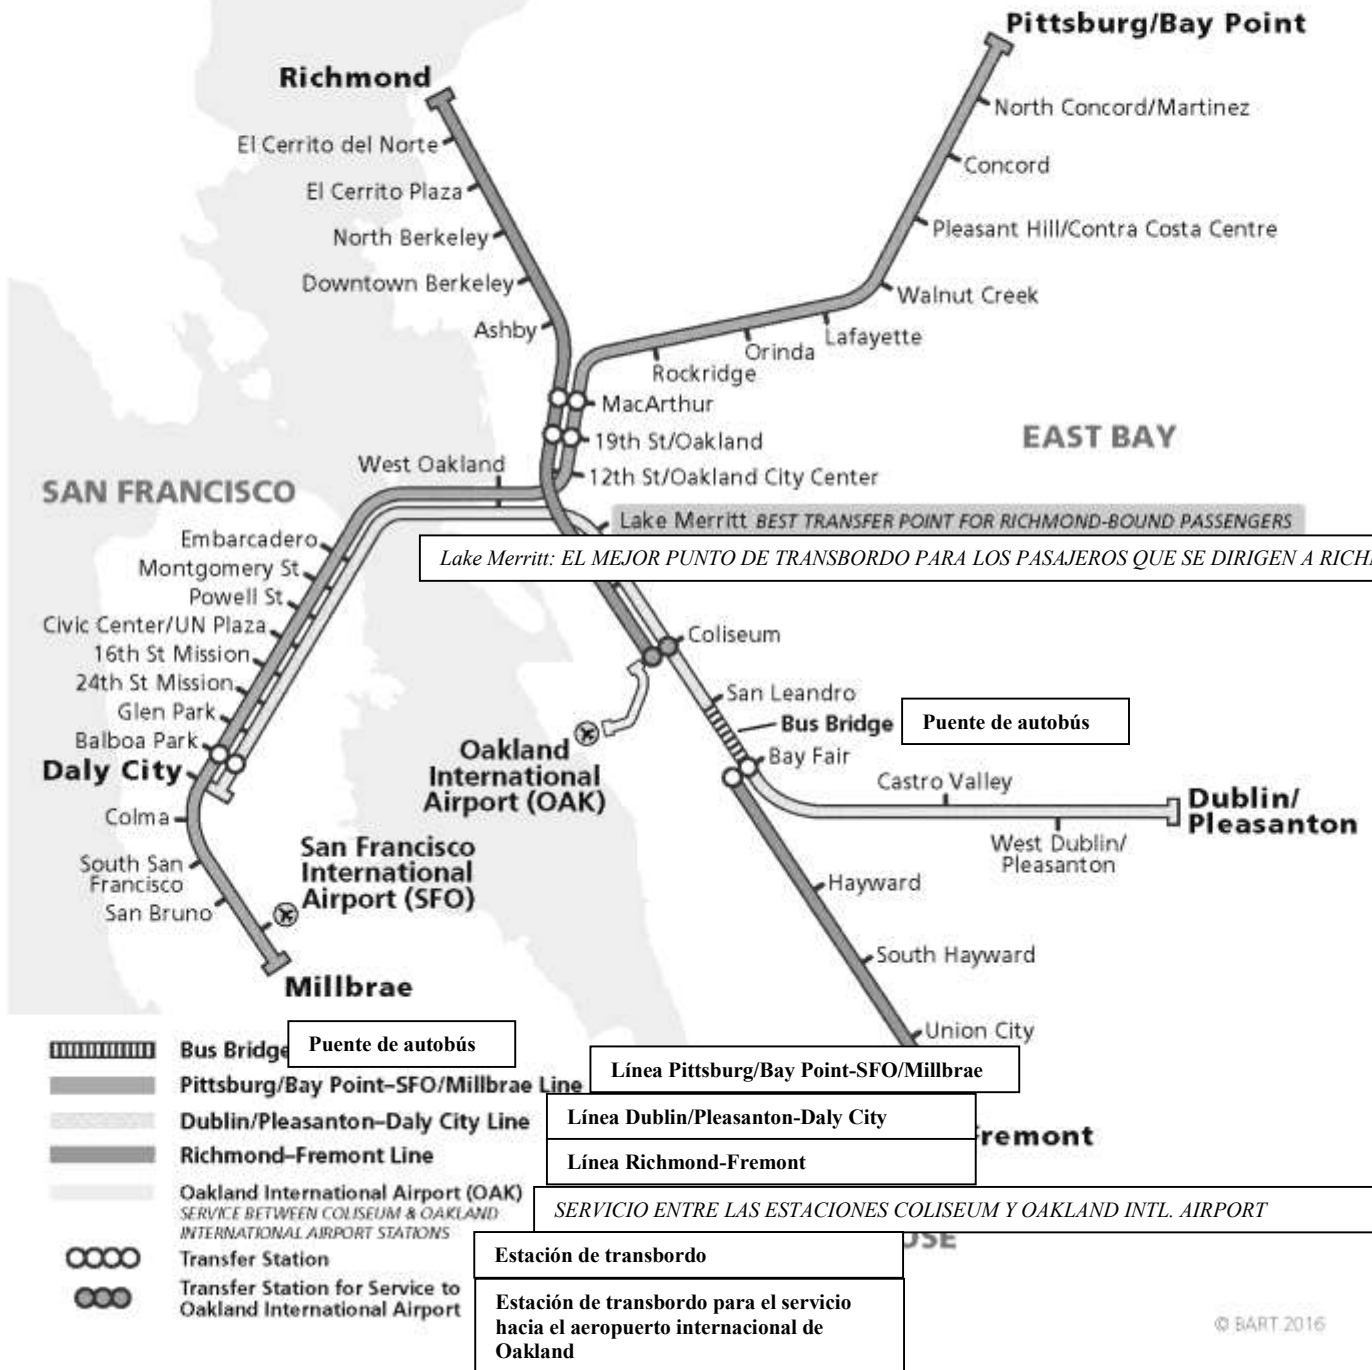 Pittsburg/Bay Point
Richmond
North Concord/Martinez
El Cerrito del Norte
Concord
El Cerrito Plaza
Pleasant Hill/Contra Costa Centre
North Berkeley
Downtown Berkeley
Walnut Creek
Ashby
Lafayette
Orinda
Rockridge
MacArthur
19th St/Oakland
EAST BAY
West Oakland
12th St/Oakland City Center
SAN FRANCISCO
Lake Merritt BEST TRANSFER POINT FOR RICHMOND-BOUND PASSENGERS
Lake Merritt: EL MEJOR PUNTO DE TRANSBORDO PARA LOS PASAJEROS QUE SE DIRIGEN A
Embarcadero
Montgomery St
Powell St
Civic Center/UN Plaza
16th St Mission
24th St Mission
Glen Park
Balboa Park
Daly City
Colma
South San
Francisco
San Bruno
Coliseum
San Leandro
Bus Bridge
Puente de autobús
Bay Fair
Oakland
International
Airport (OAK)
Castro Valley
Dublin/
Pleasanton
West Dublin/
Pleasanton
San Francisco
International
Airport (SFO)
Hayward
South Hayward
Millbrae
Union City
Bus Bridge
Puente de autobús
Pittsburg/Bay Point–SFO/Millbrae Line
Línea Pittsburg/Bay Point-SFO/Millbrae
Dublin/Pleasanton–Daly City Line
Línea Dublin/Pleasanton-Daly City
Richmond–Fremont Line
Línea Richmond-Fremont
Fremont
Oakland International Airport (OAK)
SERVICE BETWEEN COLISEUM & OAKLAND
INTERNATIONAL AIRPORT STATIONS
SERVICIO ENTRE LAS ESTACIONES COLISEUM Y OAKLAND INTL. AIRPORT
Transfer Station
Estación de transbordo
Transfer Station for Service to
Oakland International Airport
Estación de transbordo para el servicio
hacia el aeropuerto internacional de
Oakland
© BART 2016